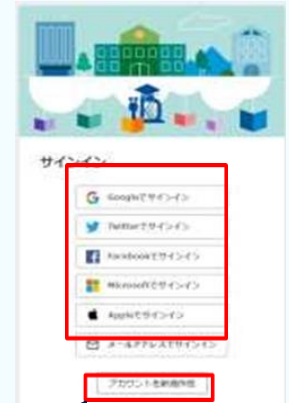 サインイン
Googleでサインイン
Twitterでサインイン
Facebookでサインイン
Microsoftでサインイン
Appleでサインイン
メールアドレスでサインイン
アカウントを新規作成